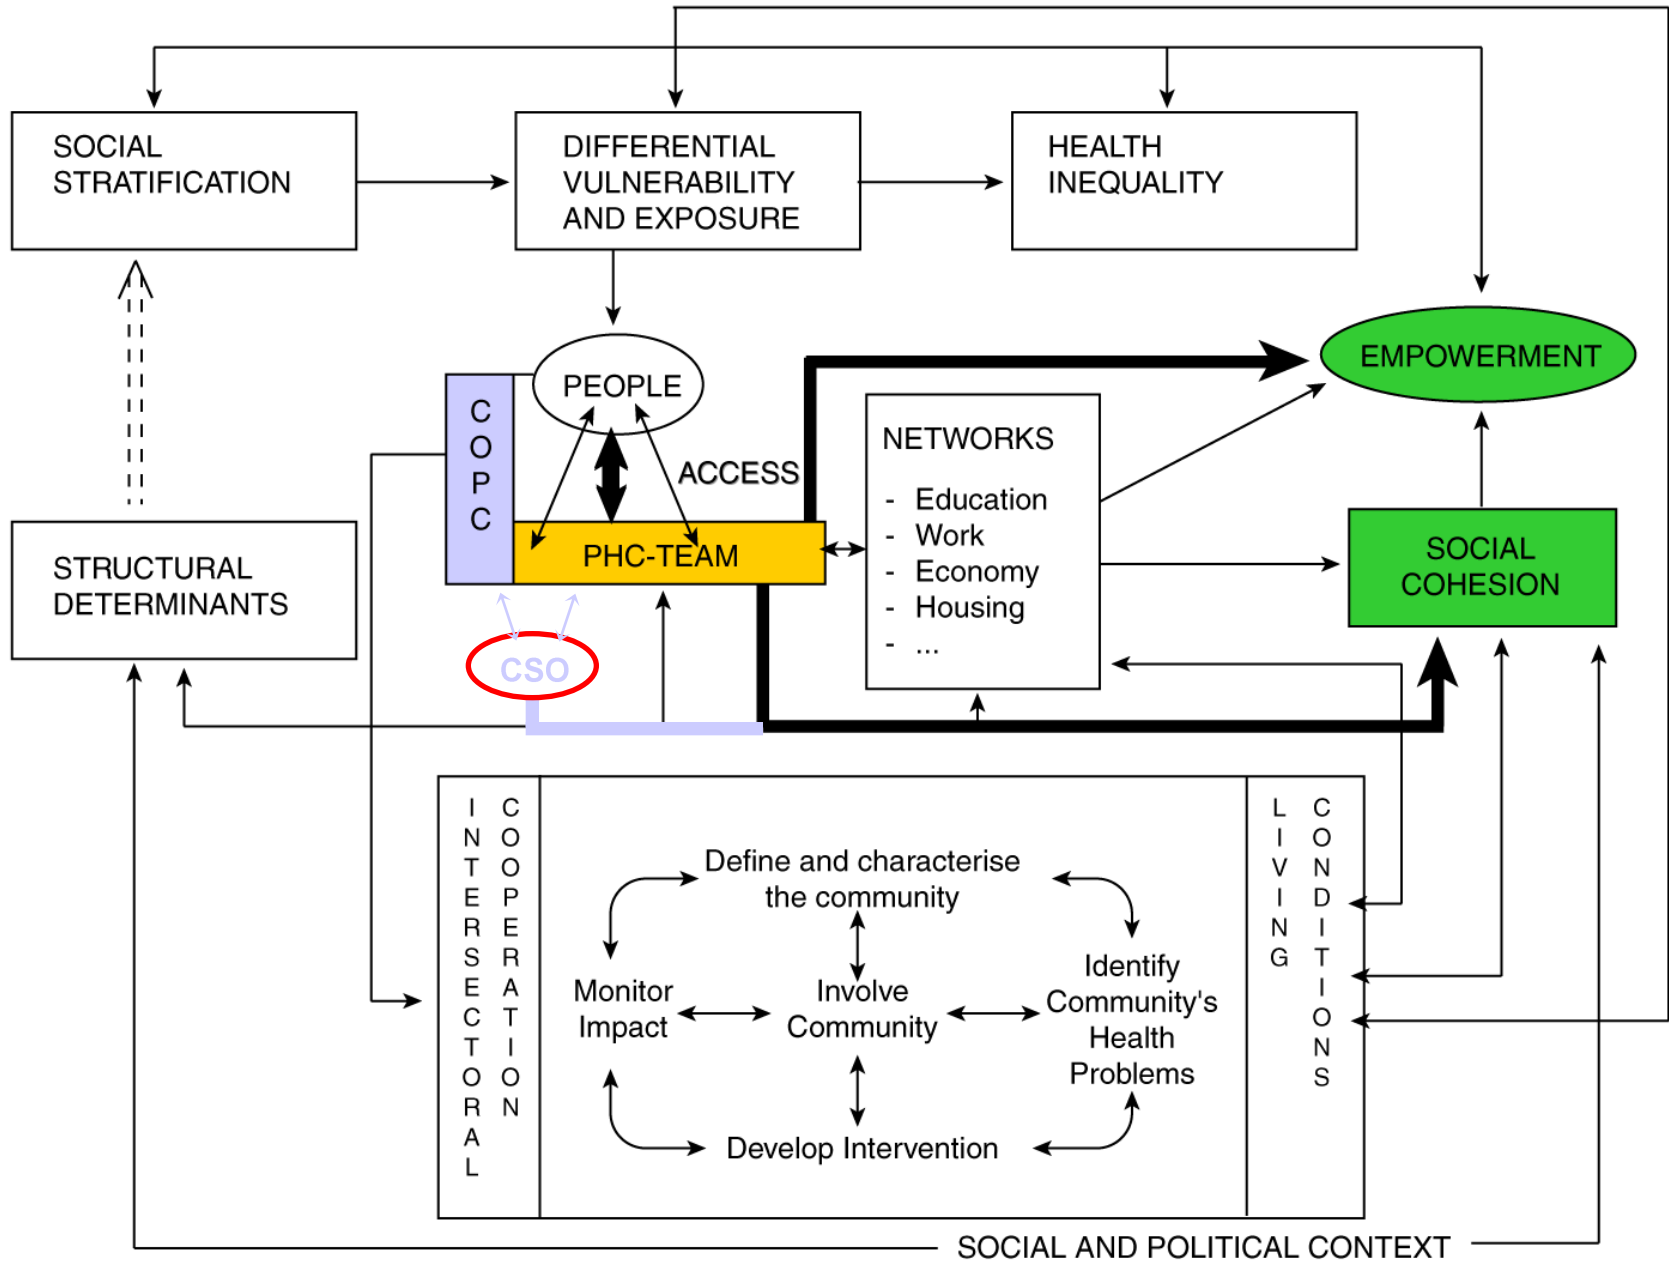 SOCIAL
STRATIFICATION
DIFFERENTIAL
VULNERABILITY
AND EXPOSURE
HEALTH
INEQUALITY
PEOPLE
EMPOWERMENT
COPC
ACCESS
NETWORKS
- Education
- Work
- Economy
- Housing
- ...
PHC-TEAM
SOCIAL
COHESION
STRUCTURAL
DETERMINANTS
CSO
INTERSECTORAL
COOPERATION
Define and characterise
the community
Monitor
Impact
Involve
Community
Identify
Community's
Health
Problems
Develop Intervention
LIVING
CONDITIONS
SOCIAL AND POLITICAL CONTEXT